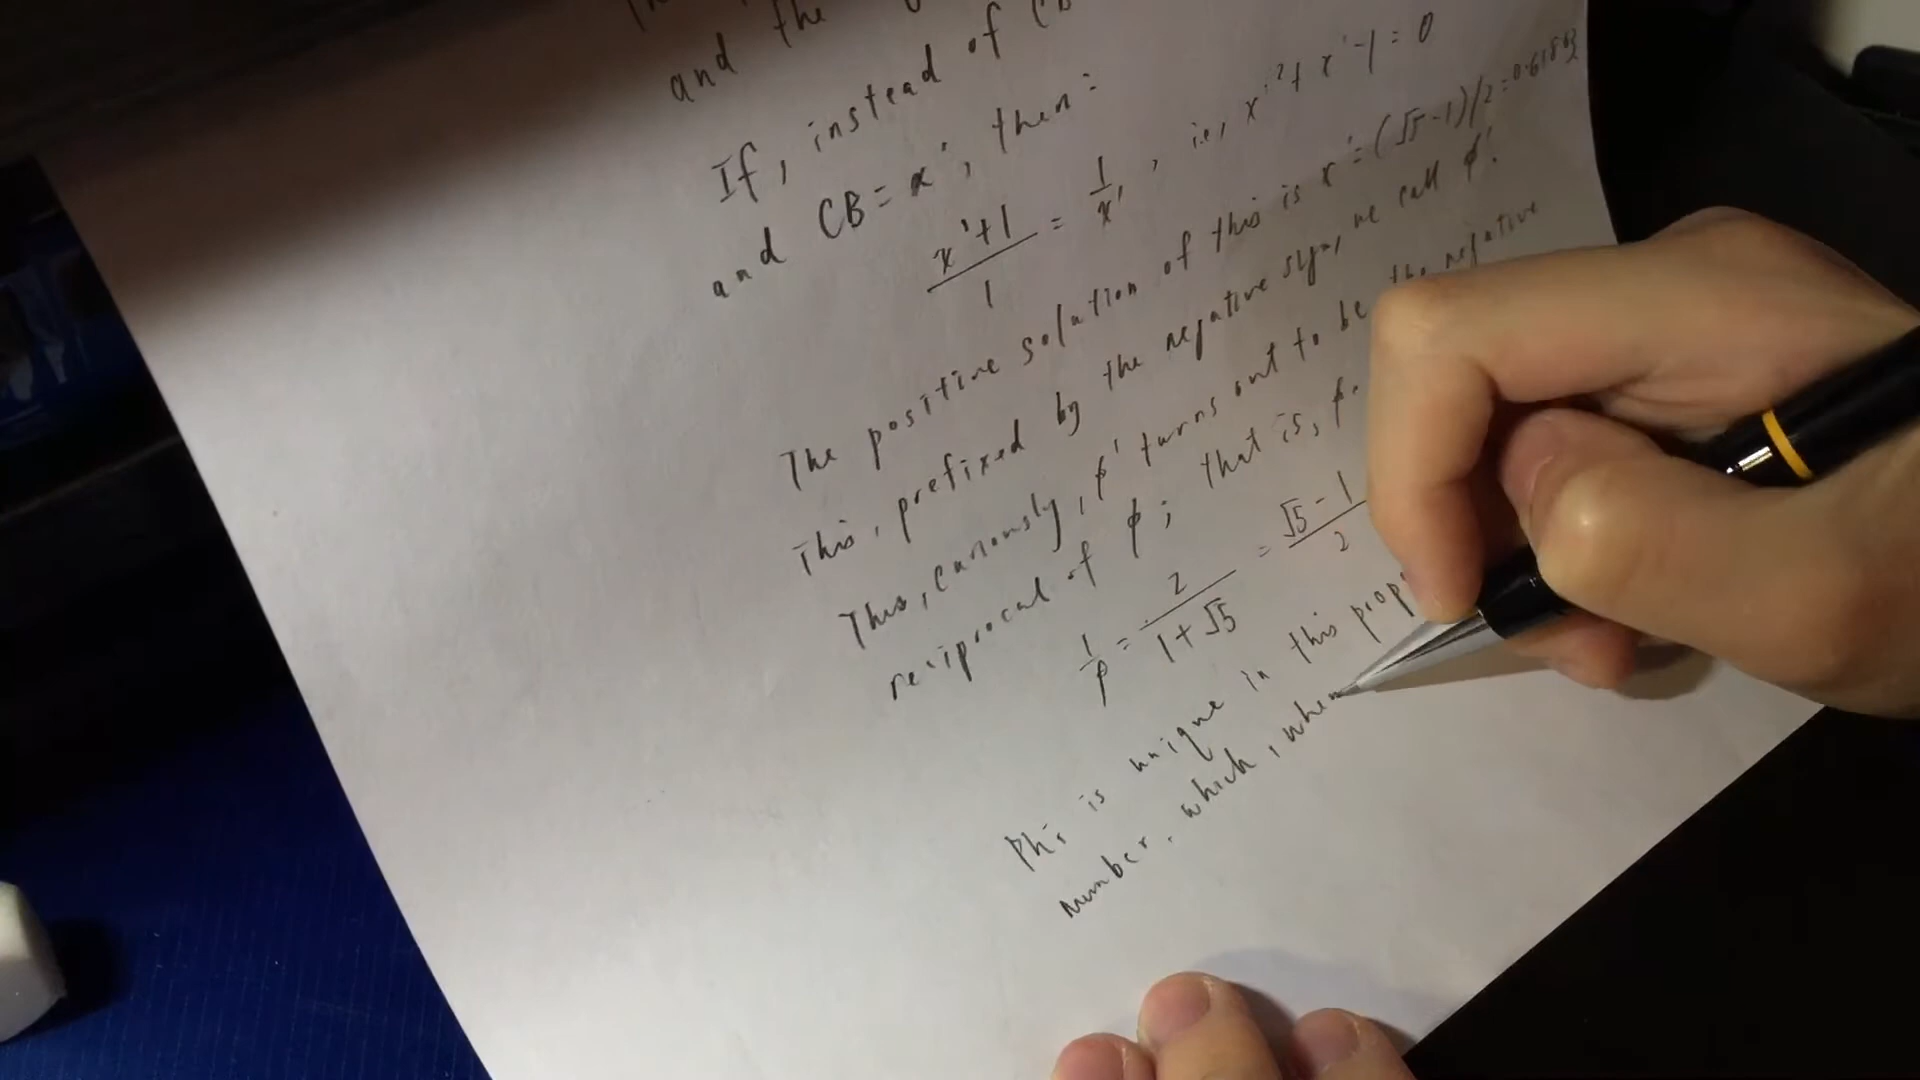 and the
If, instead of CB
and CB = x', then:
x'+1 / 1 = 1 / x', i.e, x'²+ x'-1 = 0
The positive solution of this is x' = (√5-1)/2 = 0.61803
This, prefixed by the negative sign, we call φ'.
This, curiously, φ' turns out to be the negative
reciprocal of φ; that is,
1/φ = 2 / 1+√5 = √5-1 / 2
Phi is unique in this prop
number. which, when